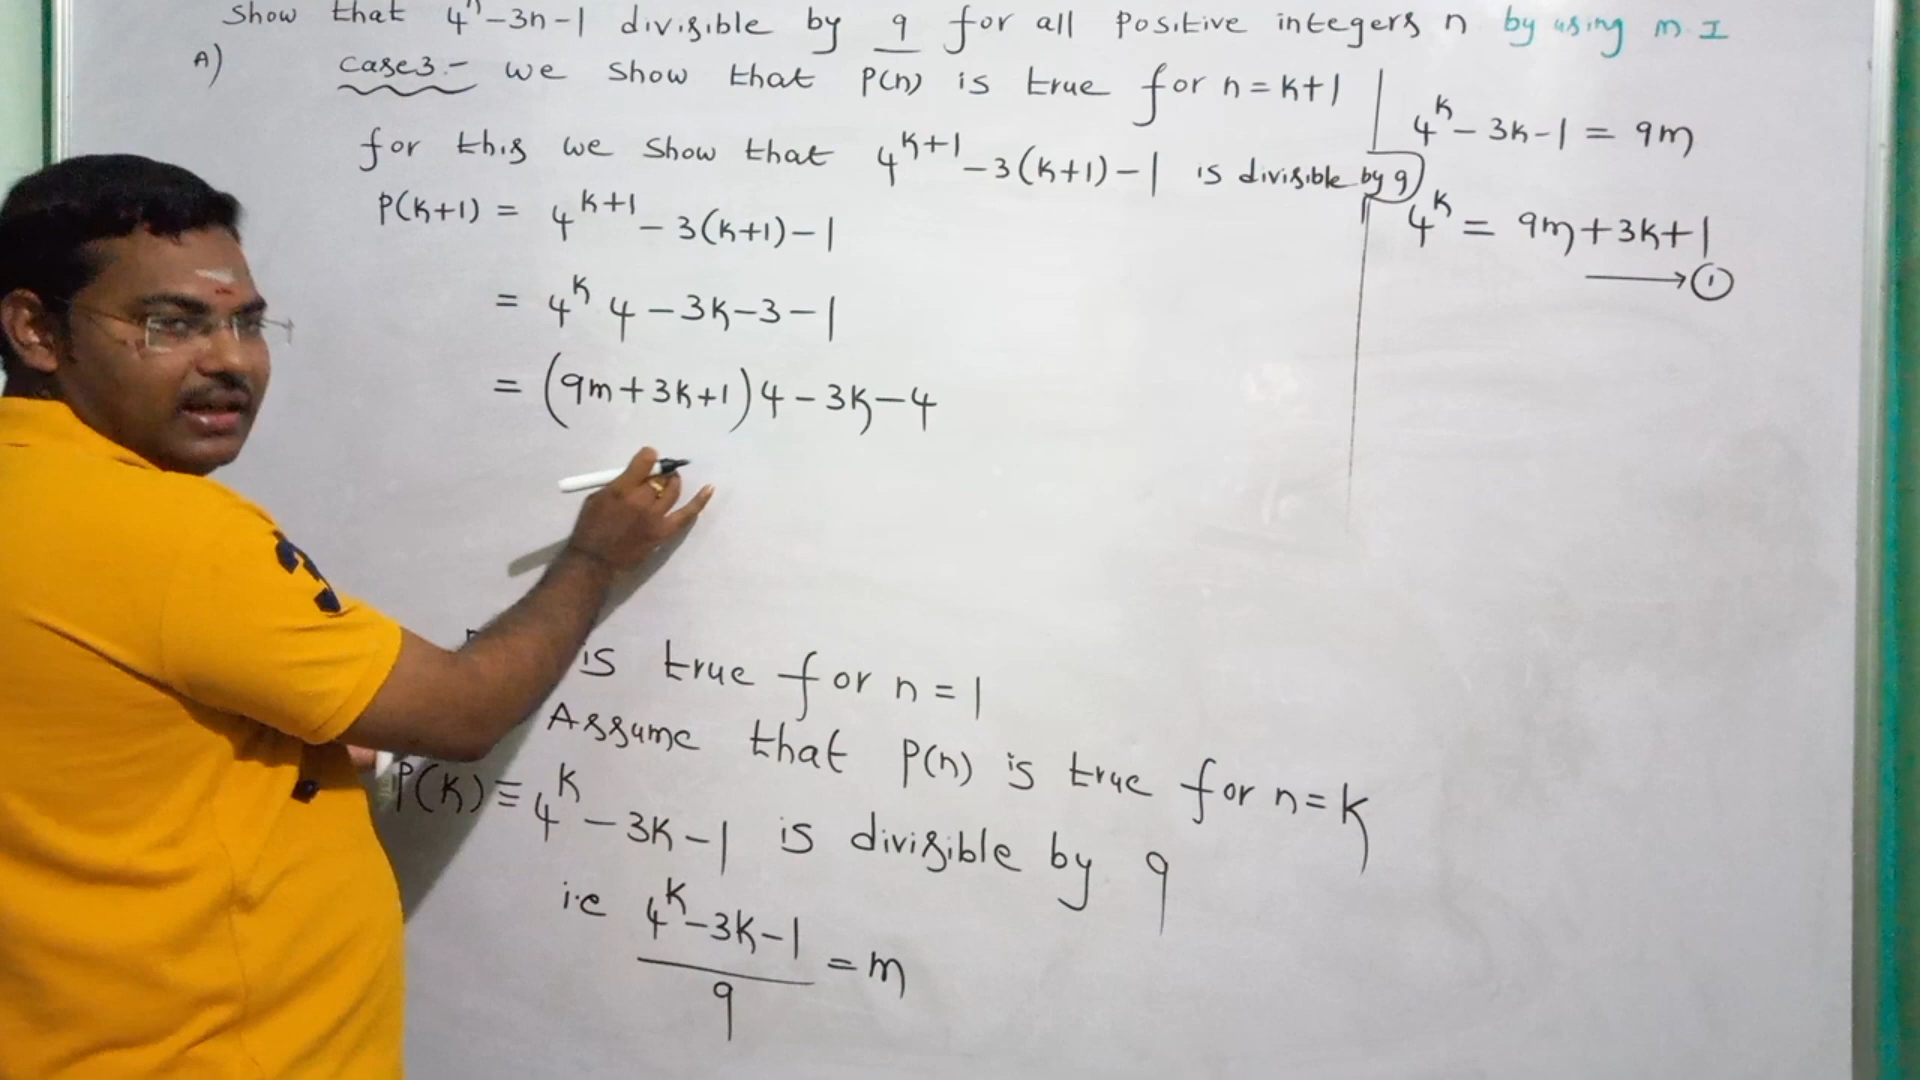 Show that 4ⁿ-3n-1 divisible by 9 for all positive integers n by using M.I
A) case3:- we show that P(n) is true for n=k+1
for this we show that 4^{k+1} -3(k+1)-1 is divisible by 9
P(k+1) = 4^{k+1} - 3(k+1)-1
= 4^k 4 -3k-3-1
= (9m+3k+1)4-3k-4
4^k-3k-1 = 9m
4^k = 9m+3k+1
→ ①
is true for n=1
Assume that P(n) is true for n=k
P(k)≡4^k-3k-1 is divisible by 9
i.e 4^k-3k-1 / 9 = m
3